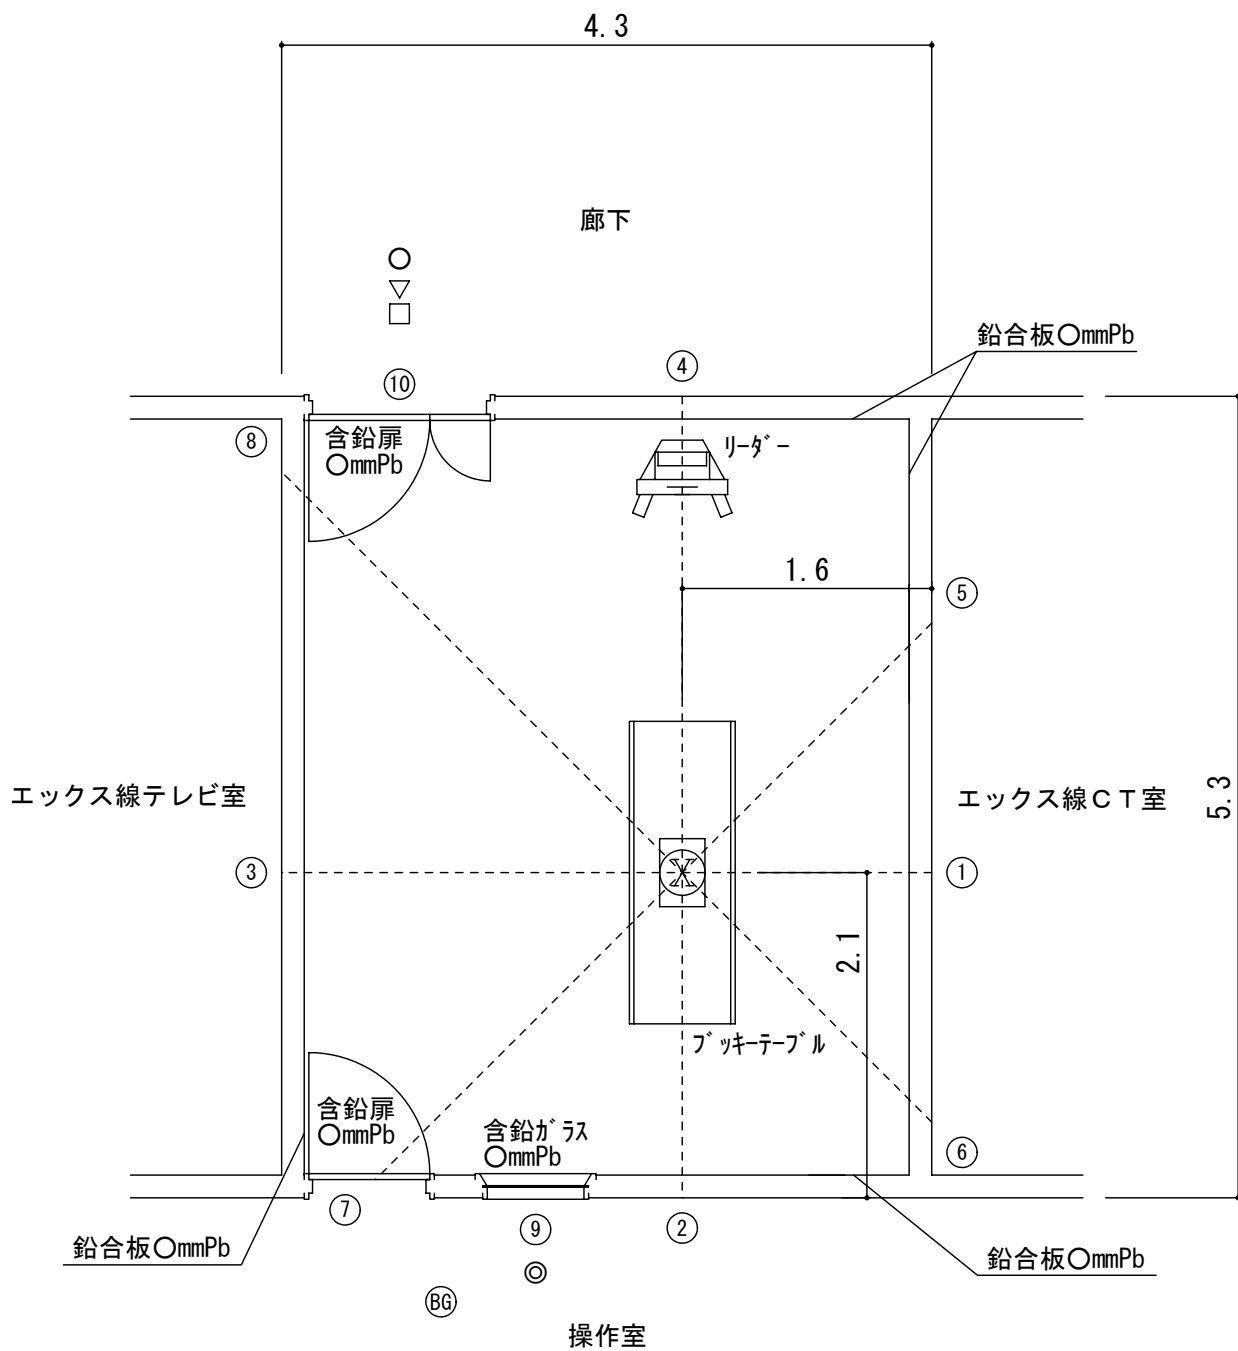 4.3
廊下
鉛合板○mmPb
④
⑩
⑧
含鉛扉
○mmPb
リーダー
1.6
⑤
エックス線テレビ室
エックス線ＣＴ室
5.3
③
X
①
2.1
ブッキーテーブル
含鉛扉
○mmPb
含鉛ガラス
○mmPb
⑥
⑦
⑨
②
鉛合板○mmPb
鉛合板○mmPb
BG
操作室